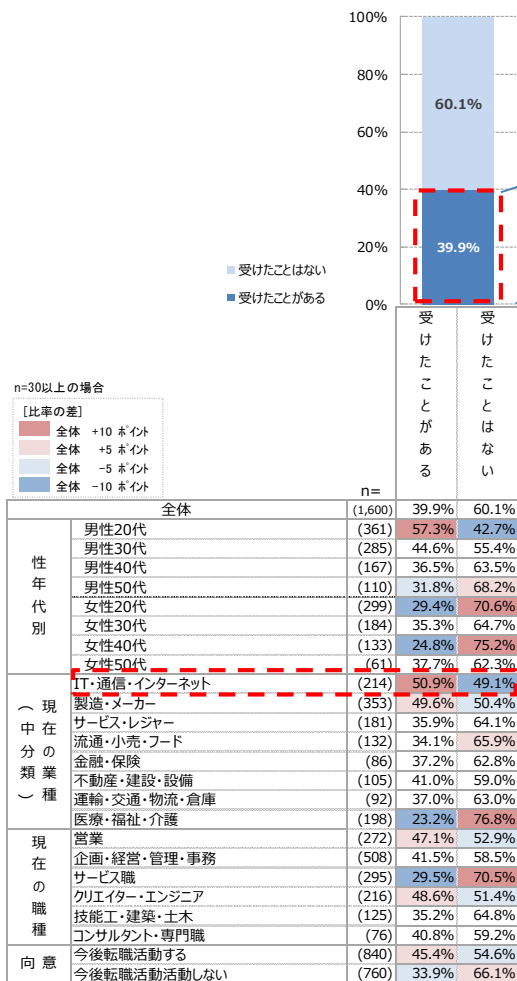 100%
80%
60%
40%
20%
0%
60.1%
39.9%
受けたことはない
受けたことがある
受けたことがある
受けたことはない
n=30以上の場合
[比率の差]
全体 +10 ポイント
全体 +5 ポイント
全体 -5 ポイント
全体 -10 ポイント
n=
全体 (1,600) 39.9% 60.1%
性年代別
男性20代 (361) 57.3% 42.7%
男性30代 (285) 44.6% 55.4%
男性40代 (167) 36.5% 63.5%
男性50代 (110) 31.8% 68.2%
女性20代 (299) 29.4% 70.6%
女性30代 (184) 35.3% 64.7%
女性40代 (133) 24.8% 75.2%
女性50代 (61) 37.7% 62.3%
現在の業種(中分類)
IT・通信・インターネット (214) 50.9% 49.1%
製造・メーカー (353) 49.6% 50.4%
サービス・レジャー (181) 35.9% 64.1%
流通・小売・フード (132) 34.1% 65.9%
金融・保険 (86) 37.2% 62.8%
不動産・建設・設備 (105) 41.0% 59.0%
運輸・交通・物流・倉庫 (92) 37.0% 63.0%
医療・福祉・介護 (198) 23.2% 76.8%
現在の職種
営業 (272) 47.1% 52.9%
企画・経営・管理・事務 (508) 41.5% 58.5%
サービス職 (295) 29.5% 70.5%
クリエイター・エンジニア (216) 48.6% 51.4%
技能工・建築・土木 (125) 35.2% 64.8%
コンサルタント・専門職 (76) 40.8% 59.2%
向意
今後転職活動する (840) 45.4% 54.6%
今後転職活動活動しない (760) 33.9% 66.1%